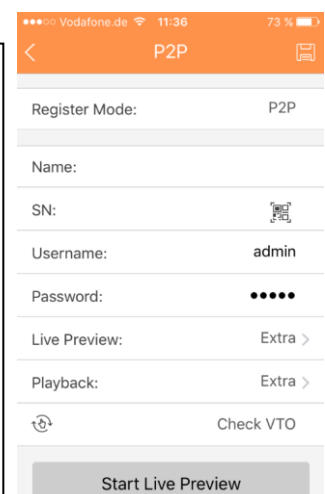 Vodafone.de 11:36 73 %
P2P
Register Mode: P2P
Name:
SN:
Username: admin
Password: •••••
Live Preview: Extra
Playback: Extra
Check VTO
Start Live Preview